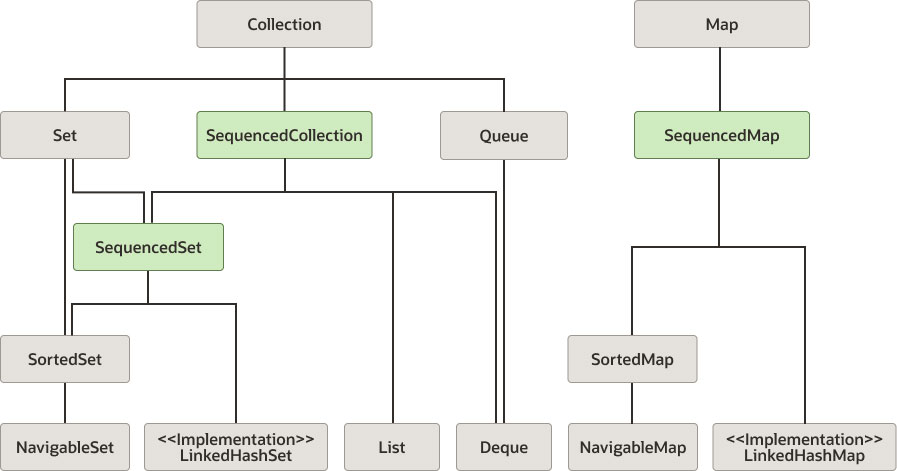 Collection
Map
Set
SequencedCollection
Queue
SequencedMap
SequencedSet
SortedSet
SortedMap
NavigableSet
<<Implementation>>
LinkedHashSet
List
Deque
NavigableMap
<<Implementation>>
LinkedHashMap